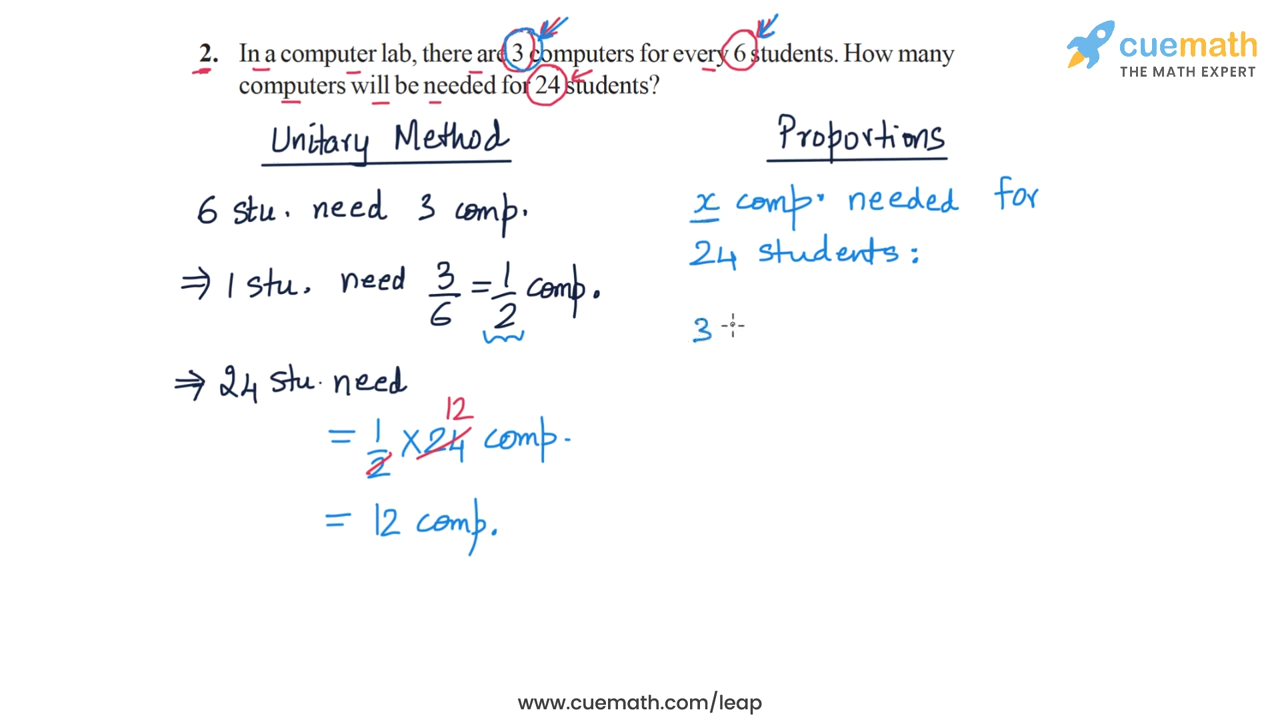 2. In a computer lab, there are 3 computers for every 6 students. How many
computers will be needed for 24 students?
cuemath
THE MATH EXPERT
Unitary Method
6 stu. need 3 comp.
⇒ 1 stu. need 3/6 = 1/2 comp.
⇒ 24 stu. need
12
= 1/2 × 24 comp.
= 12 comp.
Proportions
x comp. needed for
24 students:
3
www.cuemath.com/leap